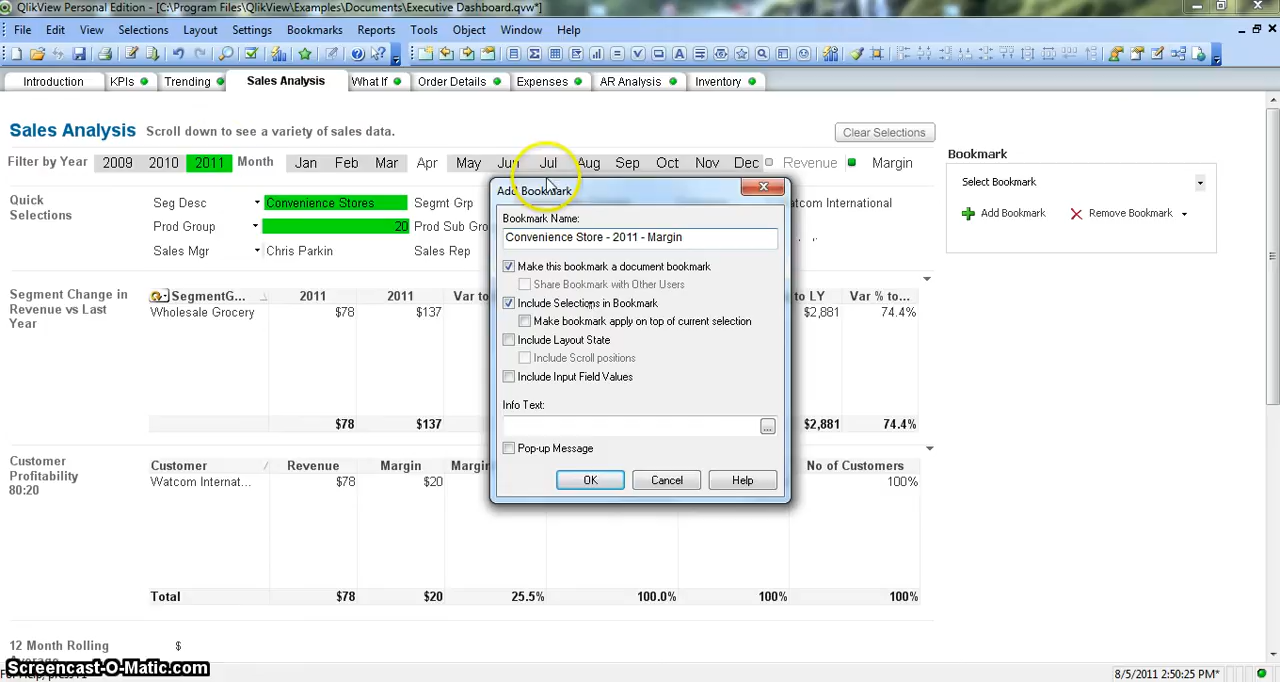 QlikView Personal Edition - [C:\Program Files\QlikView\Examples\Documents\Executive Dashboard.qvw*]
File Edit View Selections Layout Settings Bookmarks Reports Tools Object Window Help
Introduction KPIs Trending Sales Analysis What If Order Details Expenses AR Analysis Inventory
Sales Analysis Scroll down to see a variety of sales data. Clear Selections
Filter by Year 2009 2010 2011 Month Jan Feb Mar Apr May Jun Jul Aug Sep Oct Nov Dec Revenue Margin
Bookmark
Select Bookmark
Add Bookmark Remove Bookmark
Quick Selections
Seg Desc Convenience Stores Segmt Grp Watcom International
Prod Group 20 Prod Sub Gro
Sales Mgr Chris Parkin Sales Rep
Add Bookmark
Bookmark Name:
Convenience Store - 2011 - Margin
Make this bookmark a document bookmark
Share Bookmark with Other Users
Include Selections in Bookmark
Make bookmark apply on top of current selection
Include Layout State
Include Scroll positions
Include Input Field Values
Info Text:
...
Pop-up Message
OK Cancel Help
Segment Change in Revenue vs Last Year
SegmentG... 2011 2011 Var to to LY Var % to...
Wholesale Grocery $78 $137 $2,881 74.4%
$78 $137 $2,881 74.4%
Customer Profitability 80:20
Customer Revenue Margin Margin No of Customers
Watcom Internat... $78 $20 100%
Total $78 $20 25.5% 100.0% 100% 100%
12 Month Rolling $
Screencast-O-Matic.com
8/5/2011 2:50:25 PM*